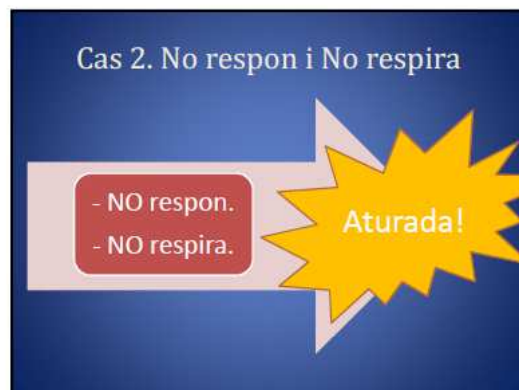 Cas 2. No respon i No respira
- NO respon.
- NO respira.
Aturada!